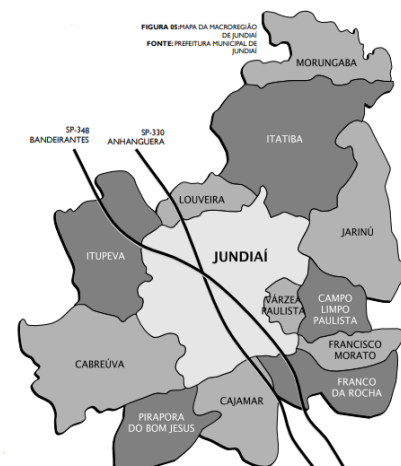 FIGURA 05:MAPA DA MACROREGIÃO
DE JUNDIAÍ
FONTE:PREFEITURA MUNICIPAL DE
JUNDIAÍ
MORUNGABA
SP-348
BANDEIRANTES
SP-330
ANHANGUERA
ITATIBA
LOUVEIRA
JARINÚ
ITUPEVA
JUNDIAÍ
VÁRZEA
PAULISTA
CAMPO
LIMPO
PAULISTA
FRANCISCO
MORATO
CABREÚVA
FRANCO
DA ROCHA
CAJAMAR
PIRAPORA
DO BOM JESUS